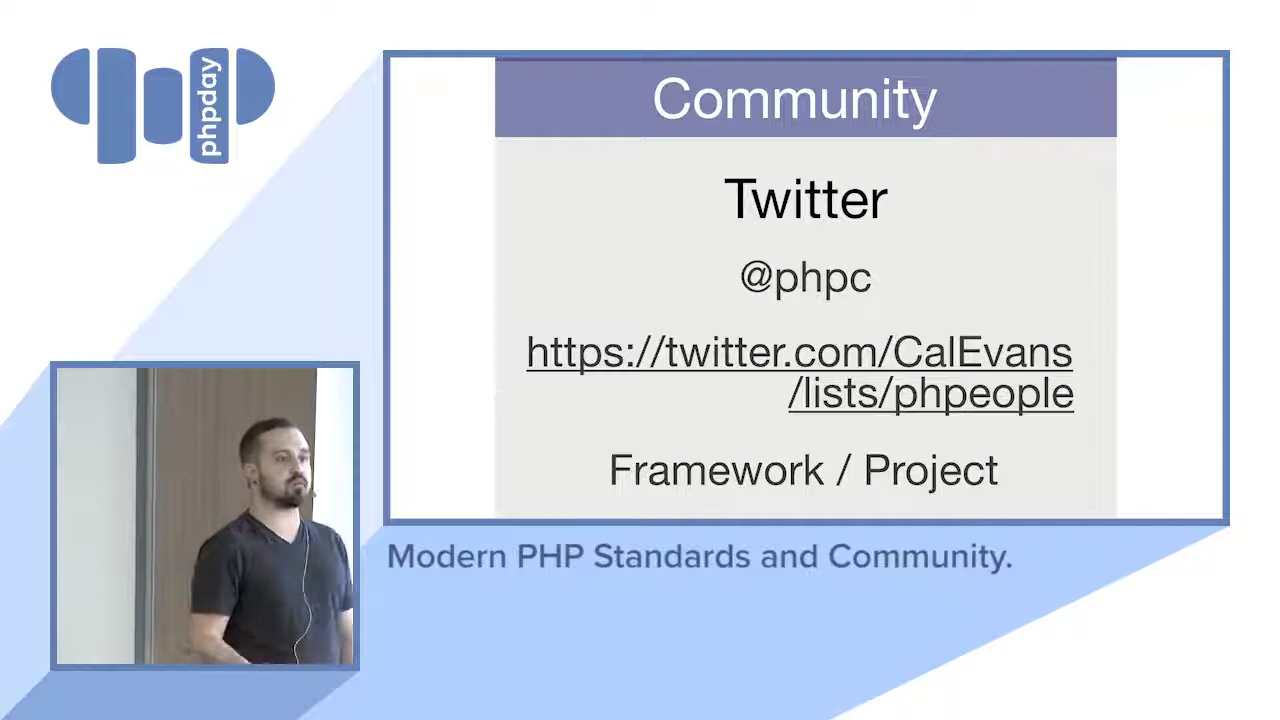 phpday
Community
Twitter
@phpc
https://twitter.com/CalEvans
/lists/phpeople
Framework / Project
Modern PHP Standards and Community.